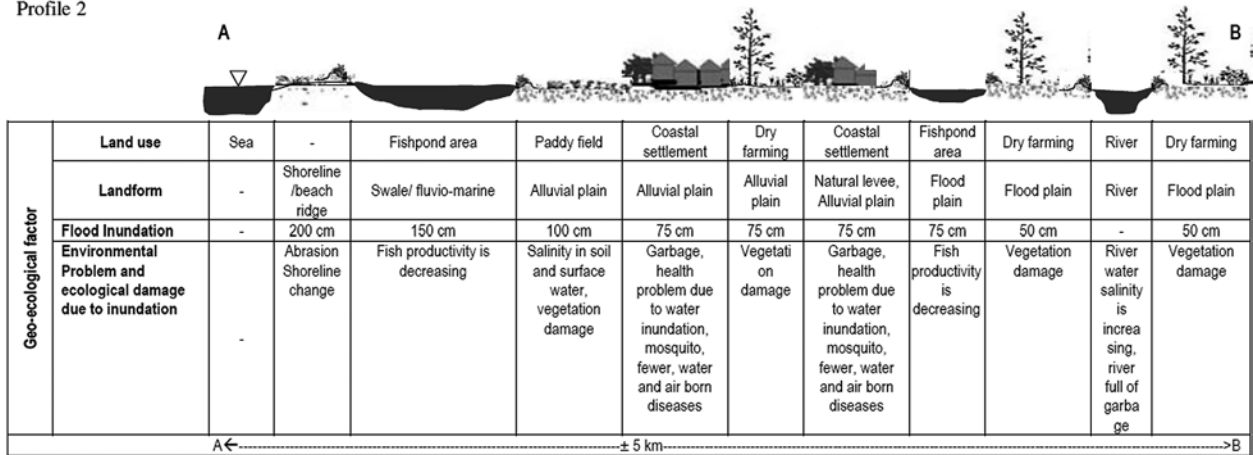 Profile 2
A
B
Geo-ecological factor
Land use
Sea
-
Fishpond area
Paddy field
Coastal
settlement
Dry
farming
Coastal
settlement
Fishpond
area
Dry farming
River
Dry farming
Landform
-
Shoreline
/beach
ridge
Swale/ fluvio-marine
Alluvial plain
Alluvial plain
Alluvial
plain
Natural levee,
Alluvial plain
Flood
plain
Flood plain
River
Flood plain
Flood Inundation
-
200 cm
150 cm
100 cm
75 cm
75 cm
75 cm
75 cm
50 cm
-
50 cm
Environmental
Problem and
ecological damage
due to inundation
-
Abrasion
Shoreline
change
Fish productivity is
decreasing
Salinity in soil
and surface
water,
vegetation
damage
Garbage,
health
problem due
to water
inundation,
mosquito,
fewer, water
and air born
diseases
Vegetati
on
damage
Garbage,
health
problem due
to water
inundation,
mosquito,
fewer, water
and air born
diseases
Fish
productivity
is
decreasing
Vegetation
damage
River
water
salinity
is
increa
sing,
river
full of
garba
ge
Vegetation
damage
A ← ± 5 km ->B